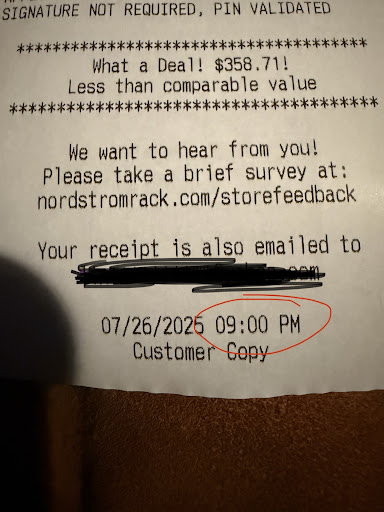 SIGNATURE NOT REQUIRED, PIN VALIDATED
****************************************
What a Deal! $358.71!
Less than comparable value
****************************************
We want to hear from you!
Please take a brief survey at:
nordstromrack.com/storefeedback
Your receipt is also emailed to
07/26/2025 09:00 PM
Customer Copy